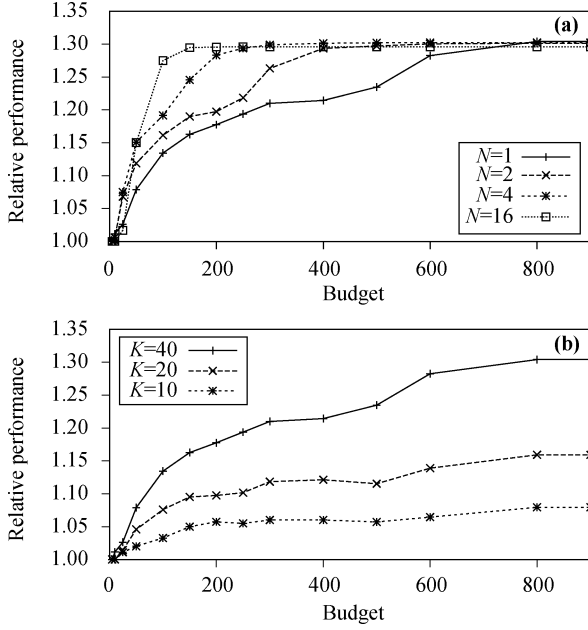 (a)
1.35
1.30
1.25
1.20
1.15
1.10
1.05
1.00
Relative performance
N=1
N=2
N=4
N=16
0 200 400 600 800
Budget
(b)
1.35
1.30
1.25
1.20
1.15
1.10
1.05
1.00
Relative performance
K=40
K=20
K=10
0 200 400 600 800
Budget